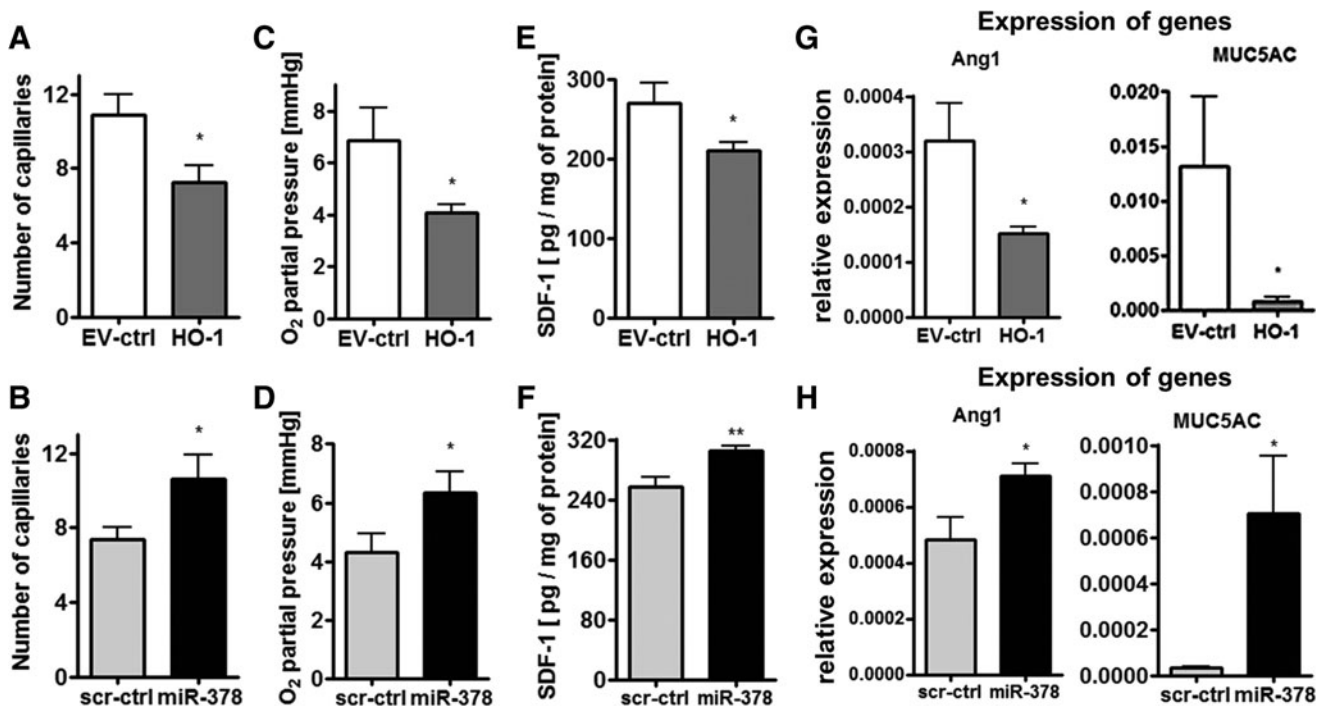 A
Number of capillaries
12
8
4
0
EV-ctrl HO-1
*
C
O₂ partial pressure [mmHg]
8
6
4
2
0
EV-ctrl HO-1
*
E
SDF-1 [ pg / mg of protein]
300
200
100
0
EV-ctrl HO-1
*
G
Expression of genes
Ang1
relative expression
0.0004
0.0003
0.0002
0.0001
0.0000
EV-ctrl HO-1
*
MUC5AC
0.020
0.015
0.010
0.005
0.000
EV-ctrl HO-1
*
B
Number of capillaries
12
8
4
0
scr-ctrl miR-378
*
D
O₂ partial pressure [mmHg]
8
6
4
2
0
scr-ctrl miR-378
*
F
SDF-1 [ pg / mg of protein]
320
240
160
80
0
scr-ctrl miR-378
**
H
Expression of genes
Ang1
relative expression
0.0008
0.0006
0.0004
0.0002
0.0000
scr-ctrl miR-378
*
MUC5AC
0.0010
0.0008
0.0006
0.0004
0.0002
0.0000
scr-ctrl miR-378
*